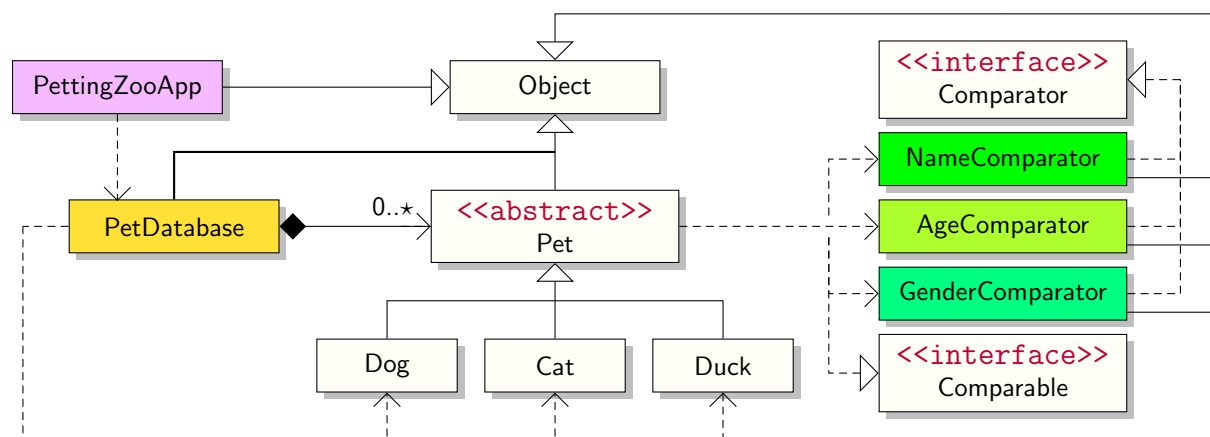 PettingZooApp
Object
<<interface>>
Comparator
NameComparator
PetDatabase
0..⋆
<<abstract>>
Pet
AgeComparator
GenderComparator
Dog
Cat
Duck
<<interface>>
Comparable